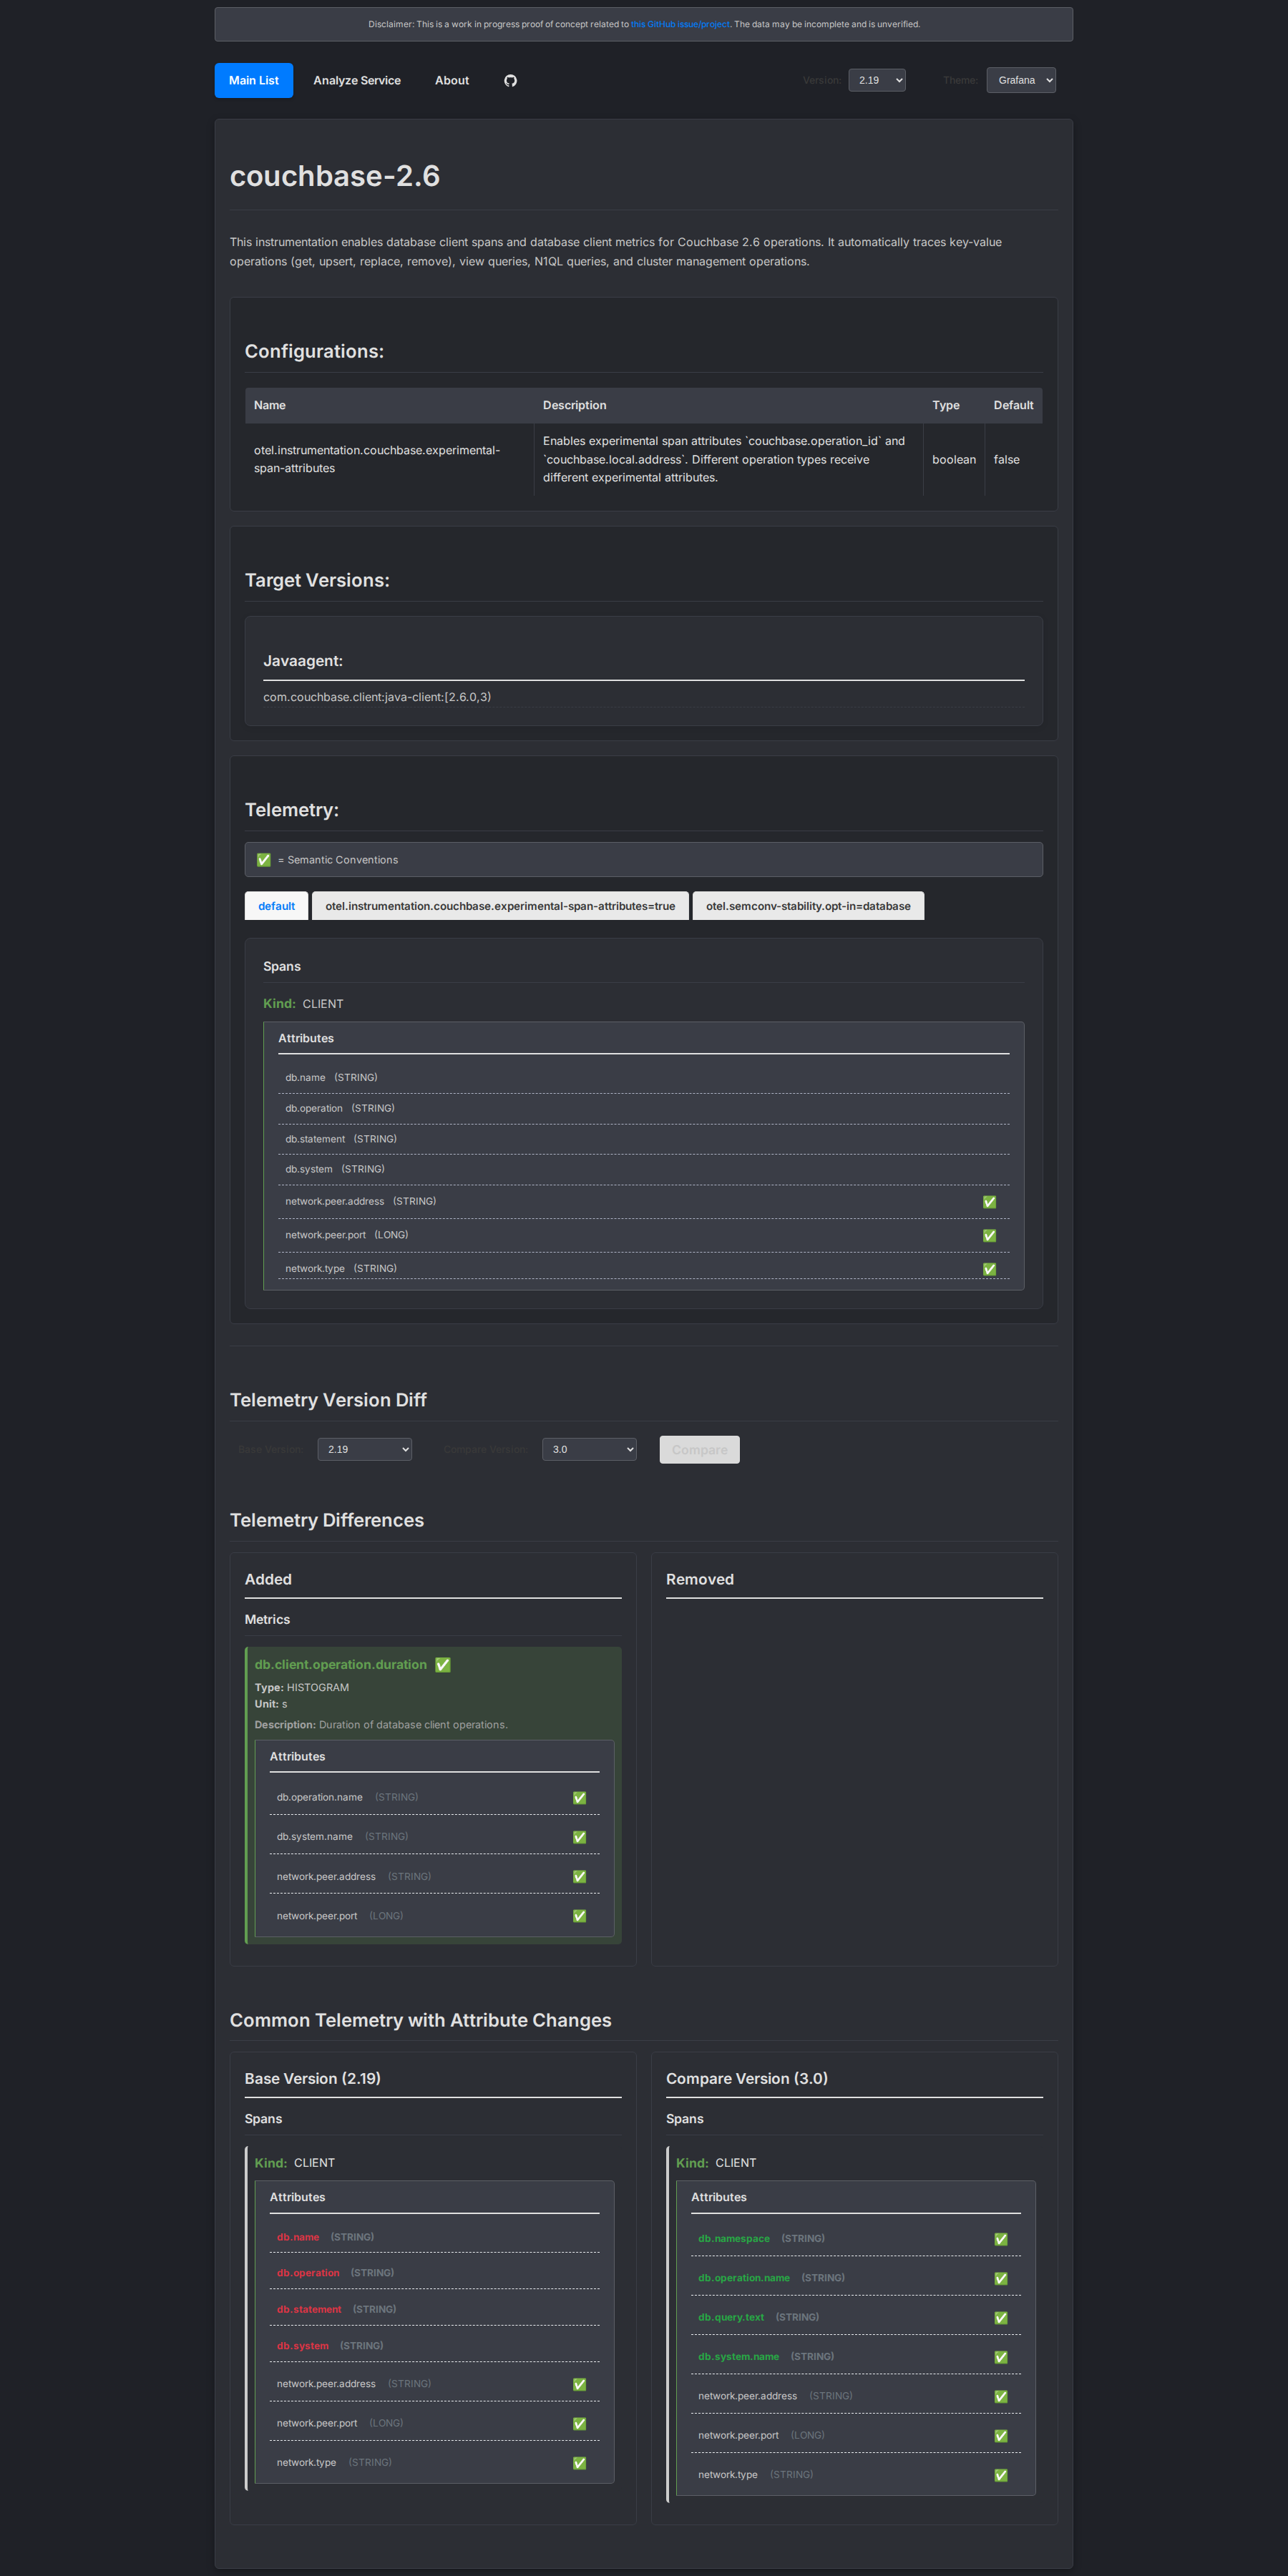 Disclaimer: This is a work in progress proof of concept related to this GitHub issue/project. The data may be incomplete and is unverified.
Main List
Analyze Service
About
Version:
2.19
Theme:
Grafana
couchbase-2.6
This instrumentation enables database client spans and database client metrics for Couchbase 2.6 operations. It automatically traces key-value
operations (get, upsert, replace, remove), view queries, N1QL queries, and cluster management operations.
Configurations:
Name Description Type Default
otel.instrumentation.couchbase.experimental-
span-attributes
Enables experimental span attributes `couchbase.operation_id` and
`couchbase.local.address`. Different operation types receive
different experimental attributes.
boolean
false
Target Versions:
Javaagent:
com.couchbase.client:java-client:[2.6.0,3)
Telemetry:
✅ = Semantic Conventions
default
otel.instrumentation.couchbase.experimental-span-attributes=true
otel.semconv-stability.opt-in=database
Spans
Kind: CLIENT
Attributes
db.name (STRING)
db.operation (STRING)
db.statement (STRING)
db.system (STRING)
network.peer.address (STRING) ✅
network.peer.port (LONG) ✅
network.type (STRING) ✅
Telemetry Version Diff
Base Version:
2.19
Compare Version:
3.0
Compare
Telemetry Differences
Added
Metrics
db.client.operation.duration ✅
Type: HISTOGRAM
Unit: s
Description: Duration of database client operations.
Attributes
db.operation.name (STRING) ✅
db.system.name (STRING) ✅
network.peer.address (STRING) ✅
network.peer.port (LONG) ✅
Removed
Common Telemetry with Attribute Changes
Base Version (2.19)
Spans
Kind: CLIENT
Attributes
db.name (STRING)
db.operation (STRING)
db.statement (STRING)
db.system (STRING)
network.peer.address (STRING) ✅
network.peer.port (LONG) ✅
network.type (STRING) ✅
Compare Version (3.0)
Spans
Kind: CLIENT
Attributes
db.namespace (STRING) ✅
db.operation.name (STRING) ✅
db.query.text (STRING) ✅
db.system.name (STRING) ✅
network.peer.address (STRING) ✅
network.peer.port (LONG) ✅
network.type (STRING) ✅